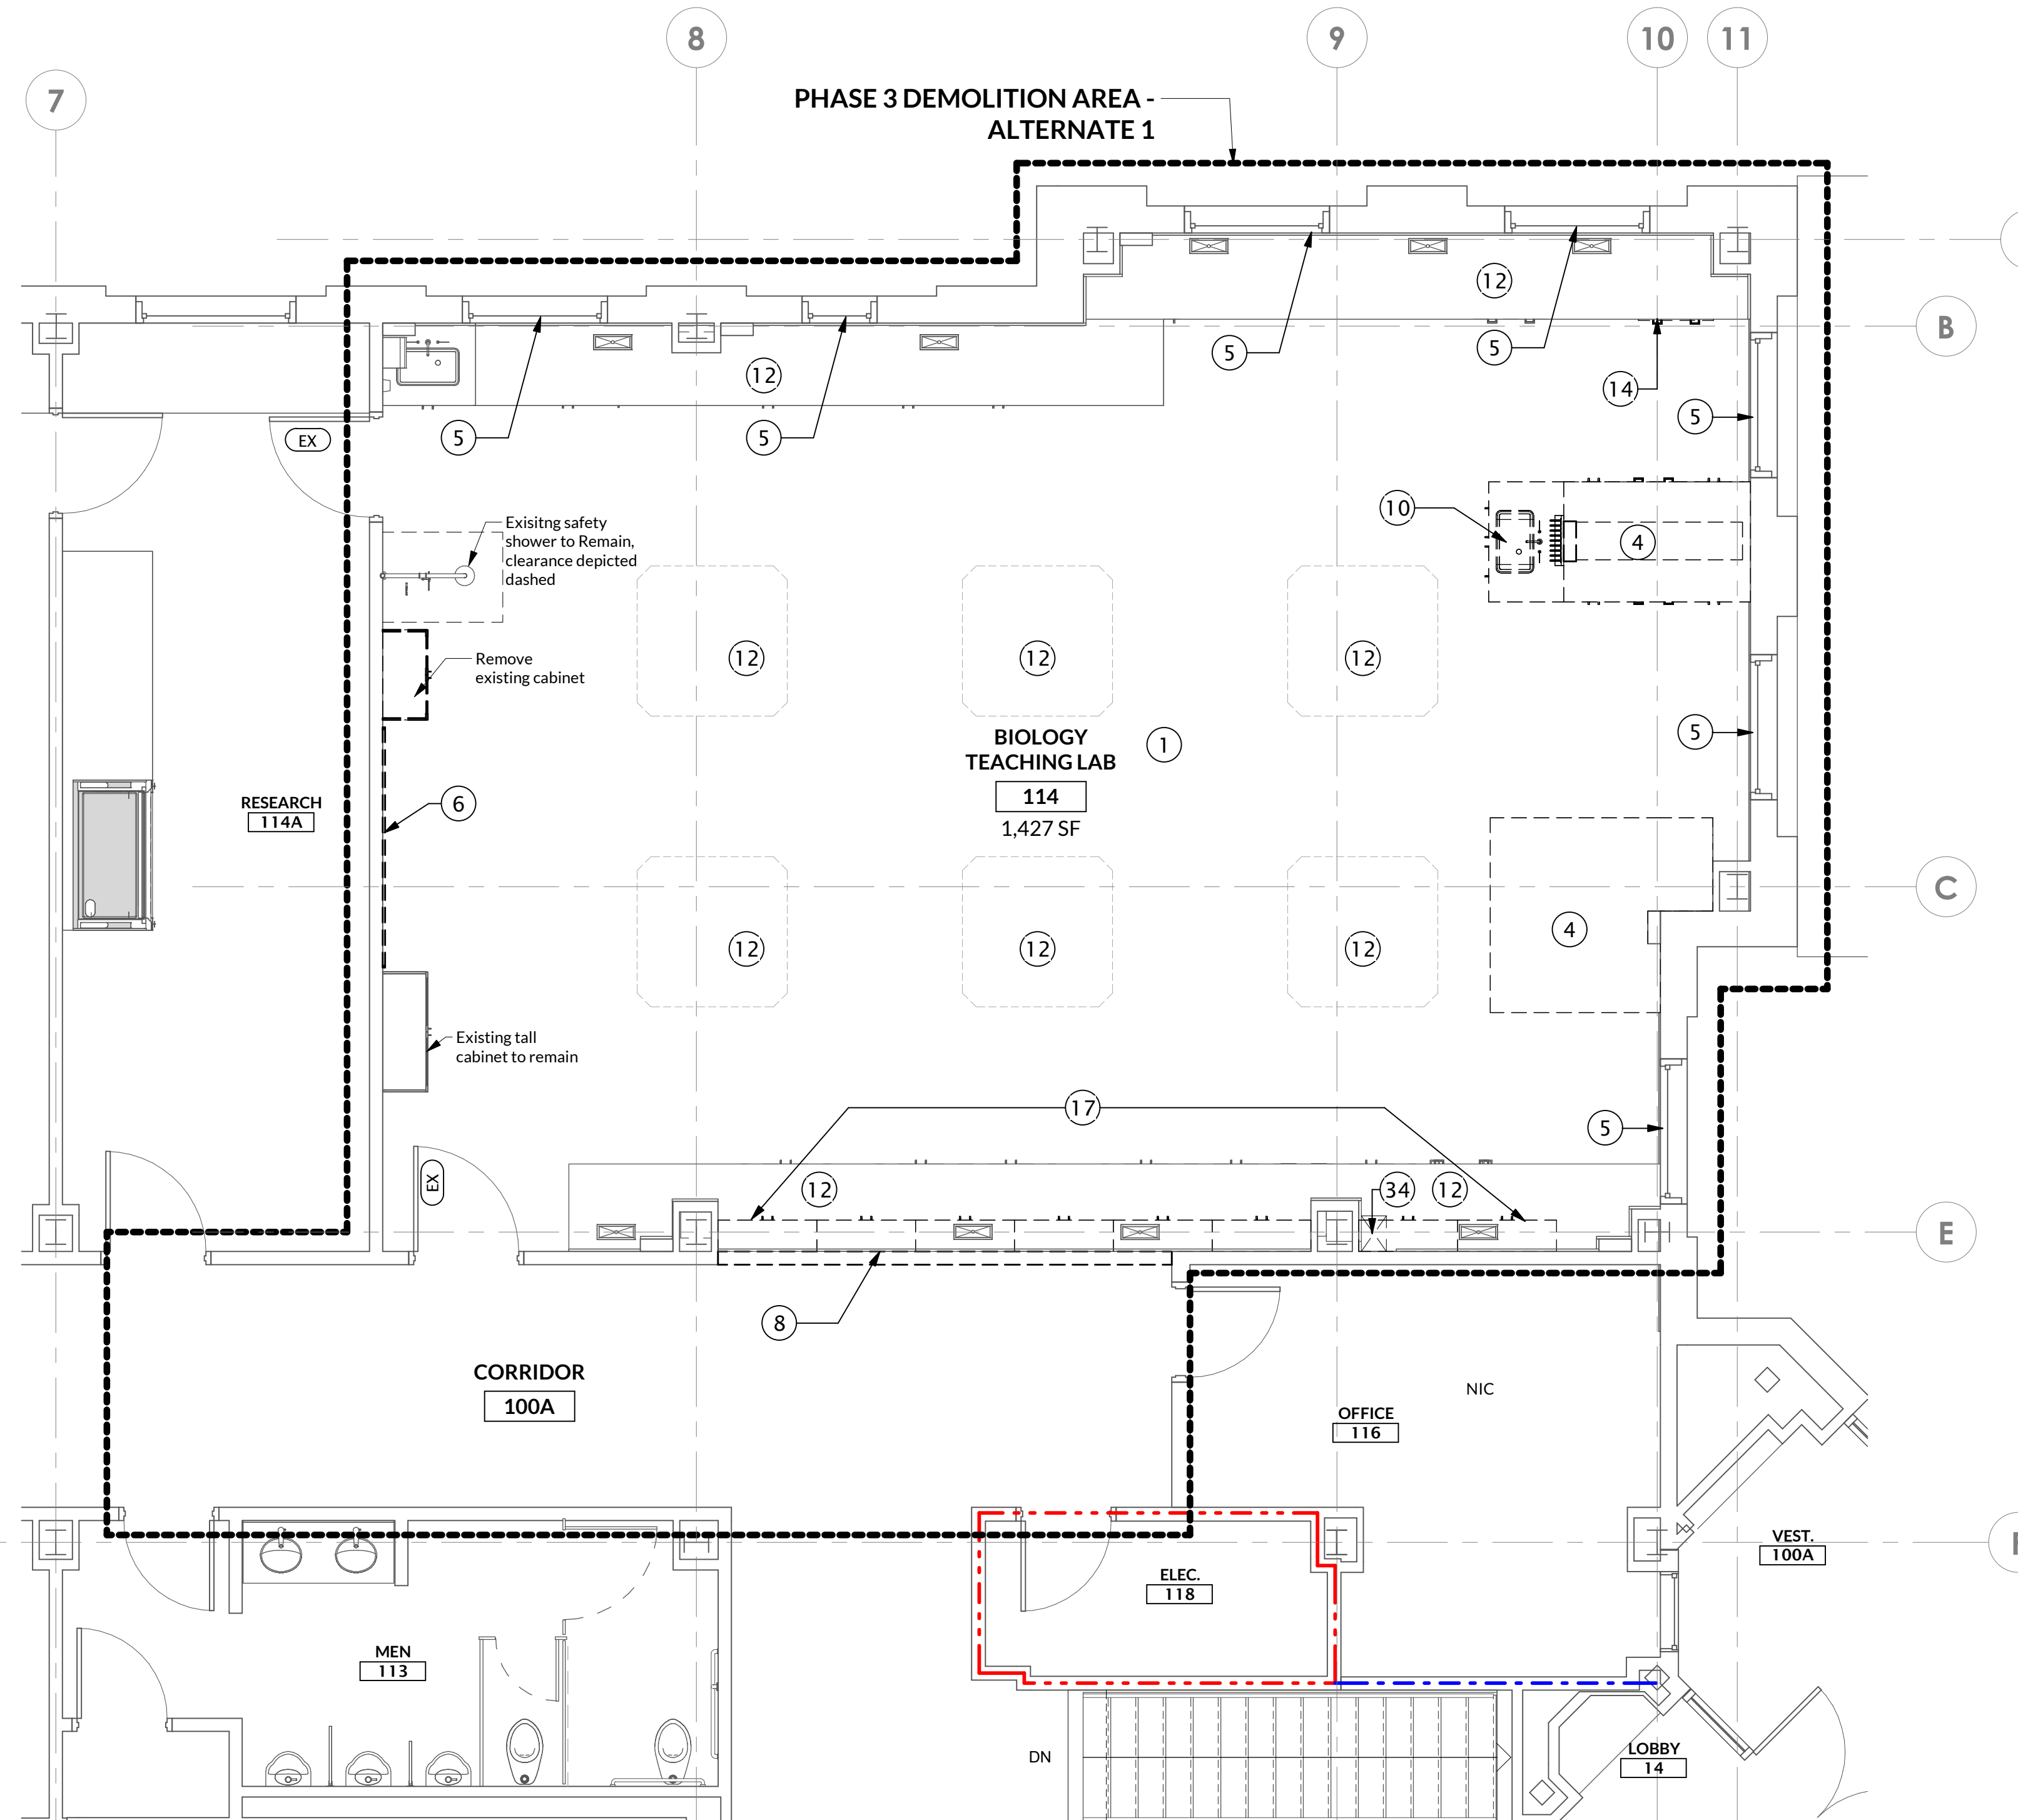 8
9
10
11
7
PHASE 3 DEMOLITION AREA -
ALTERNATE 1
12
B
5
5
12
14
5
5
5
EX
10
Exisitng safety
shower to Remain,
clearance depicted
dashed
4
12
12
12
Remove
existing cabinet
5
BIOLOGY
TEACHING LAB
1
114
1,427 SF
6
RESEARCH
114A
C
4
12
12
12
Existing tall
cabinet to remain
17
5
EX
12
34
12
E
8
CORRIDOR
100A
NIC
OFFICE
116
VEST.
100A
ELEC.
118
MEN
113
DN
LOBBY
14